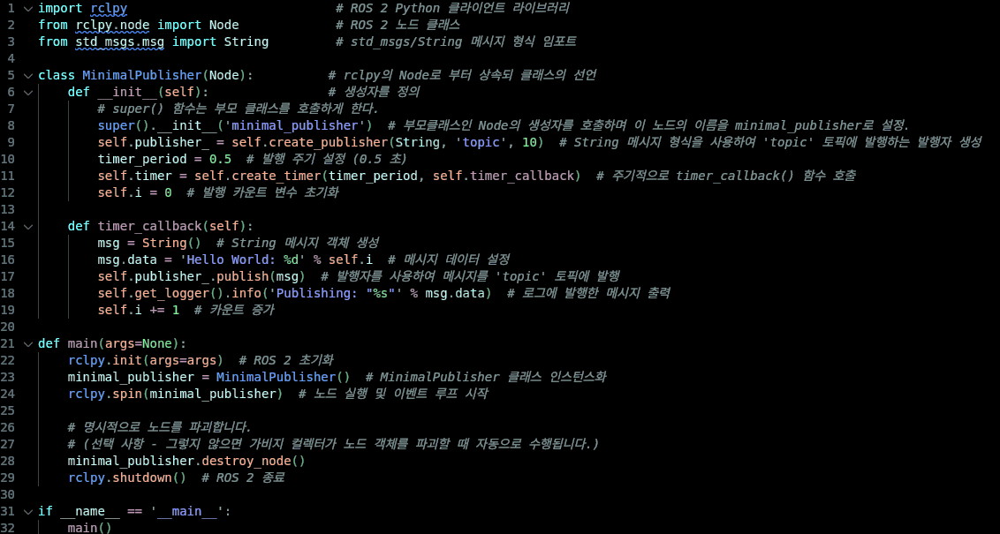 1 import rclpy # ROS 2 Python 클라이언트 라이브러리
2 from rclpy.node import Node # ROS 2 노드 클래스
3 from std_msgs.msg import String # std_msgs/String 메시지 형식 임포트
4
5 class MinimalPublisher(Node): # rclpy의 Node로 부터 상속되 클래스의 선언
6 def __init__(self): # 생성자를 정의
7 # super() 함수는 부모 클래스를 호출하게 한다.
8 super().__init__('minimal_publisher') # 부모클래스인 Node의 생성자를 호출하며 이 노드의 이름을 minimal_publisher로 설정.
9 self.publisher_ = self.create_publisher(String, 'topic', 10) # String 메시지 형식을 사용하여 'topic' 토픽에 발행하는 발행자 생성
10 timer_period = 0.5 # 발행 주기 설정 (0.5 초)
11 self.timer = self.create_timer(timer_period, self.timer_callback) # 주기적으로 timer_callback() 함수 호출
12 self.i = 0 # 발행 카운트 변수 초기화
13
14 def timer_callback(self):
15 msg = String() # String 메시지 객체 생성
16 msg.data = 'Hello World: %d' % self.i # 메시지 데이터 설정
17 self.publisher_.publish(msg) # 발행자를 사용하여 메시지를 'topic' 토픽에 발행
18 self.get_logger().info('Publishing: "%s"' % msg.data) # 로그에 발행한 메시지 출력
19 self.i += 1 # 카운트 증가
20
21 def main(args=None):
22 rclpy.init(args=args) # ROS 2 초기화
23 minimal_publisher = MinimalPublisher() # MinimalPublisher 클래스 인스턴스화
24 rclpy.spin(minimal_publisher) # 노드 실행 및 이벤트 루프 시작
25
26 # 명시적으로 노드를 파괴합니다.
27 # (선택 사항 - 그렇지 않으면 가비지 컬렉터가 노드 객체를 파괴할 때 자동으로 수행됩니다.)
28 minimal_publisher.destroy_node()
29 rclpy.shutdown() # ROS 2 종료
30
31 if __name__ == '__main__':
32 main()